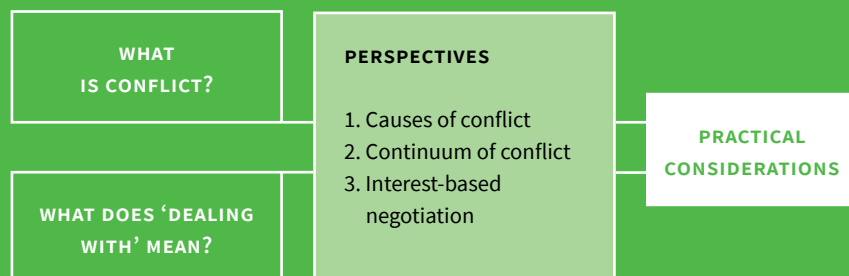 WHAT
IS CONFLICT?
WHAT DOES ‘DEALING
WITH’ MEAN?
PERSPECTIVES
1. Causes of conflict
2. Continuum of conflict
3. Interest-based
negotiation
PRACTICAL
CONSIDERATIONS